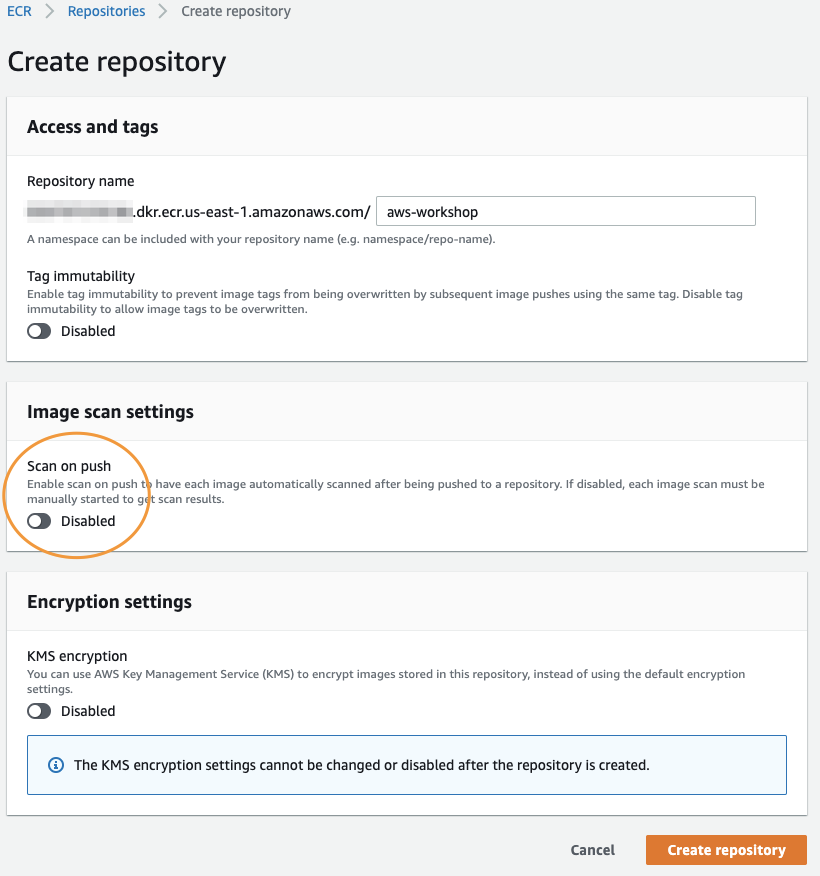 ECR > Repositories > Create repository
Create repository
Access and tags
Repository name
.dkr.ecr.us-east-1.amazonaws.com/ aws-workshop
A namespace can be included with your repository name (e.g. namespace/repo-name).
Tag immutability
Enable tag immutability to prevent image tags from being overwritten by subsequent image pushes using the same tag. Disable tag
immutability to allow image tags to be overwritten.
Disabled
Image scan settings
Scan on push
Enable scan on push to have each image automatically scanned after being pushed to a repository. If disabled, each image scan must be
manually started to get scan results.
Disabled
Encryption settings
KMS encryption
You can use AWS Key Management Service (KMS) to encrypt images stored in this repository, instead of using the default encryption
settings.
Disabled
The KMS encryption settings cannot be changed or disabled after the repository is created.
Cancel Create repository